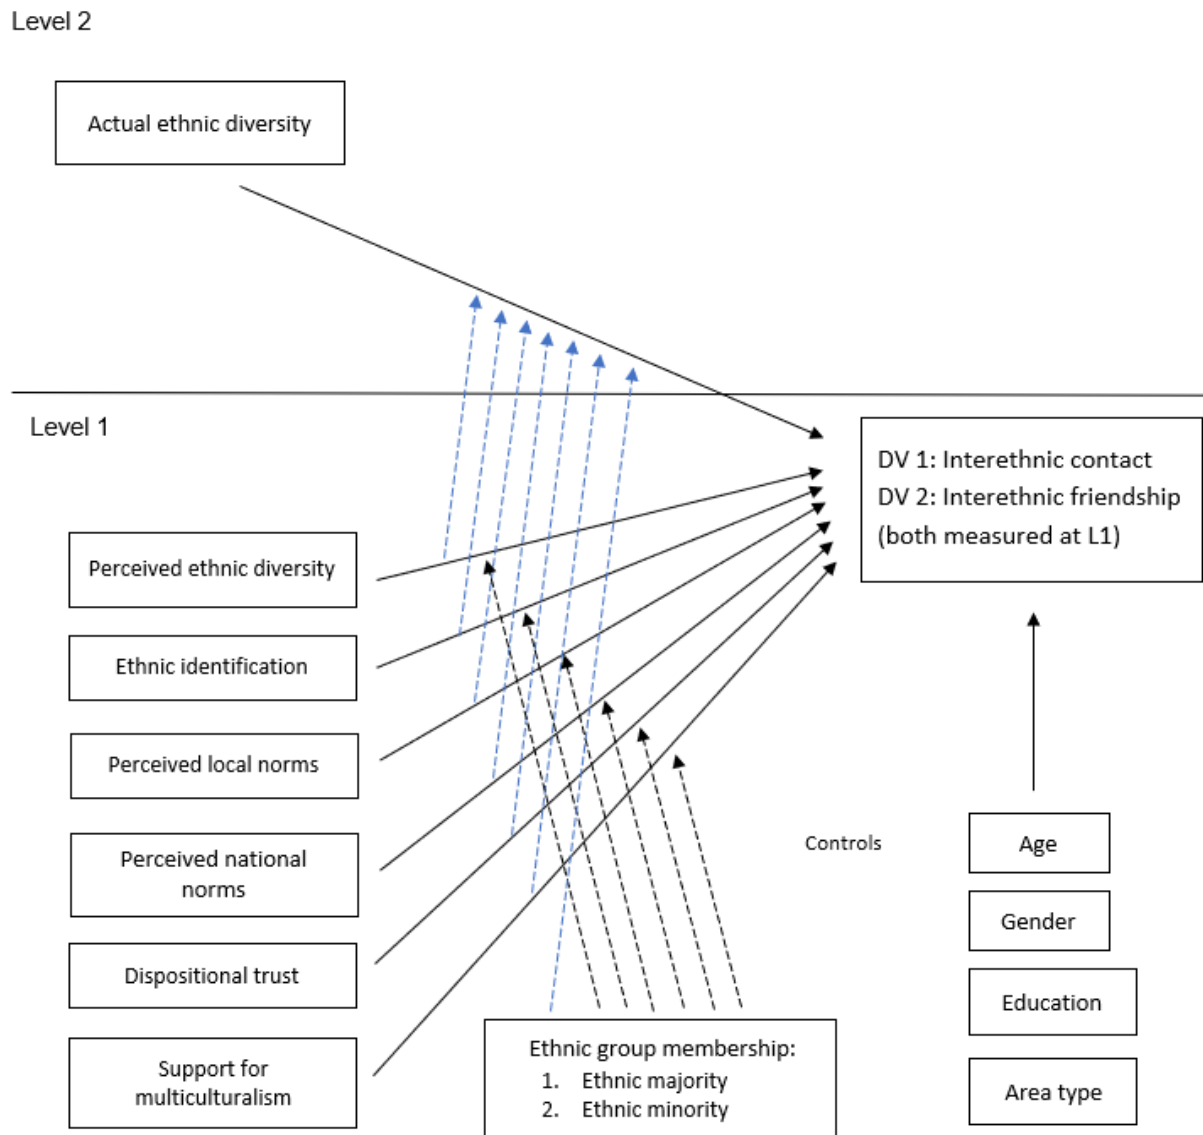 Level 2
Actual ethnic diversity
Level 1
DV 1: Interethnic contact
DV 2: Interethnic friendship
(both measured at L1)
Perceived ethnic diversity
Ethnic identification
Perceived local norms
Perceived national
norms
Dispositional trust
Support for
multiculturalism
Ethnic group membership:
1. Ethnic majority
2. Ethnic minority
Controls
Age
Gender
Education
Area type